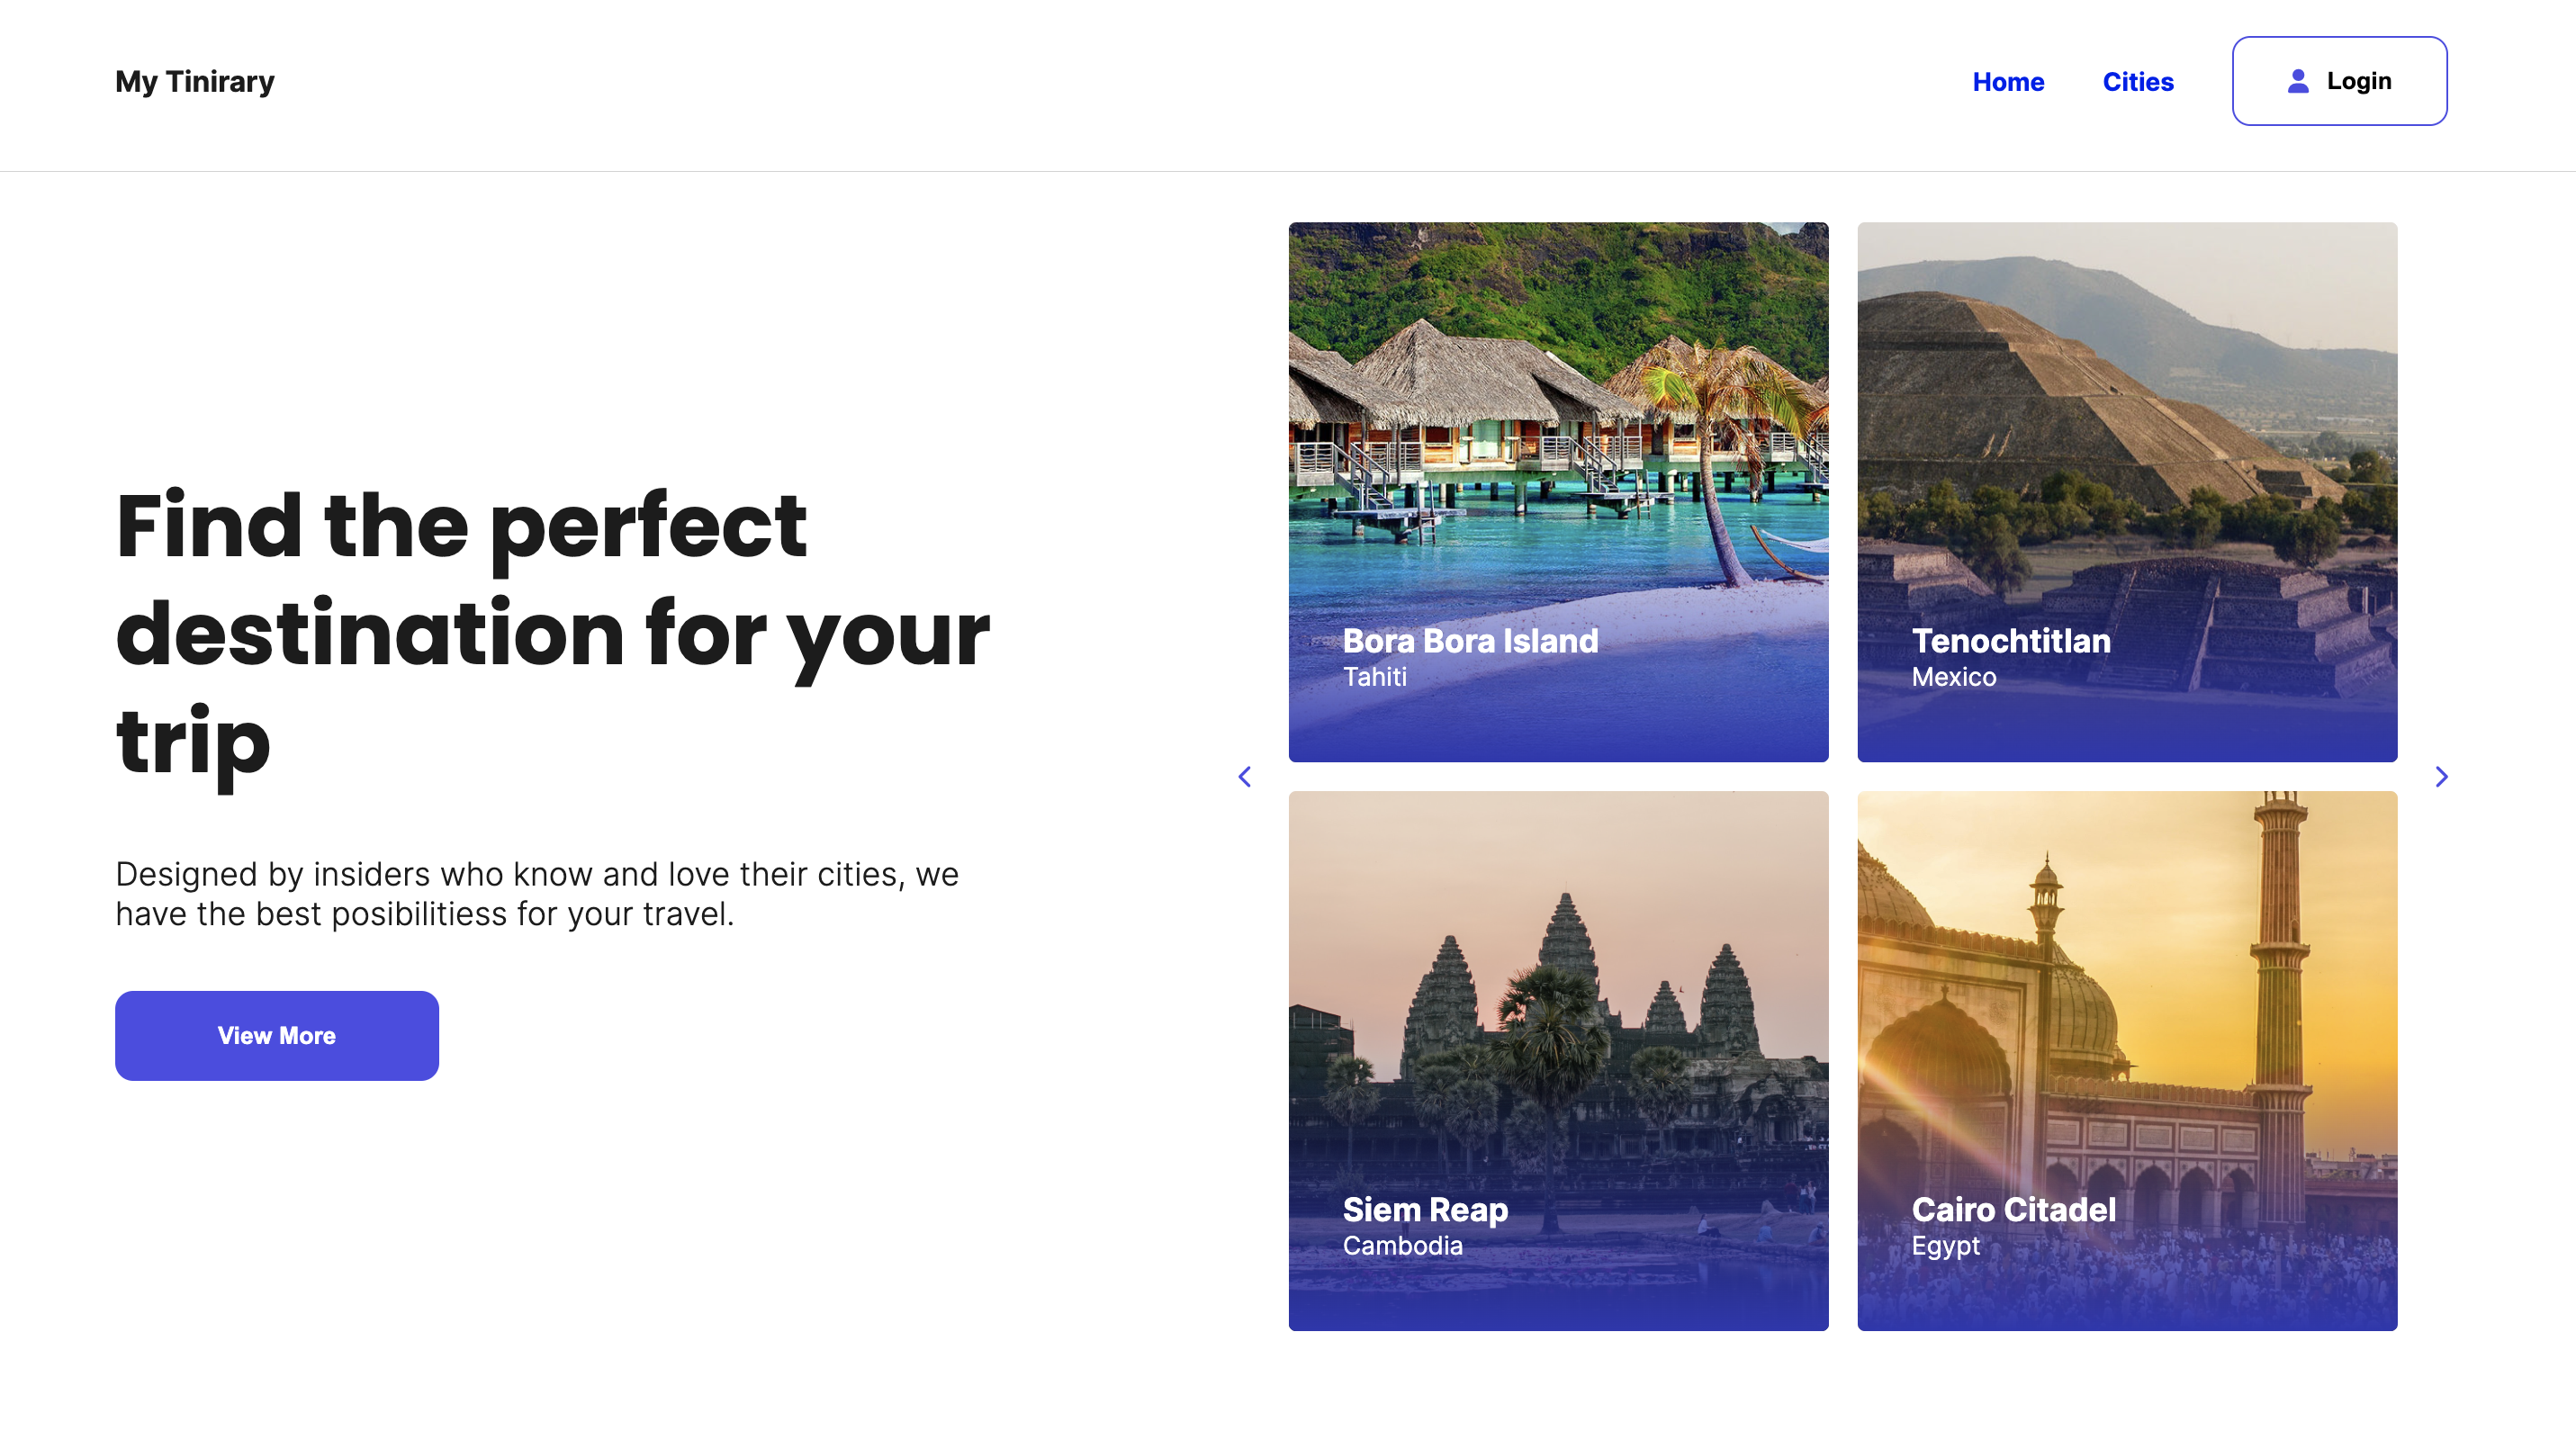 My Tinirary
Home
Cities
Login
Find the perfect
destination for your
trip
Designed by insiders who know and love their cities, we
have the best posibilitiess for your travel.
View More
Bora Bora Island
Tahiti
Tenochtitlan
Mexico
Siem Reap
Cambodia
Cairo Citadel
Egypt